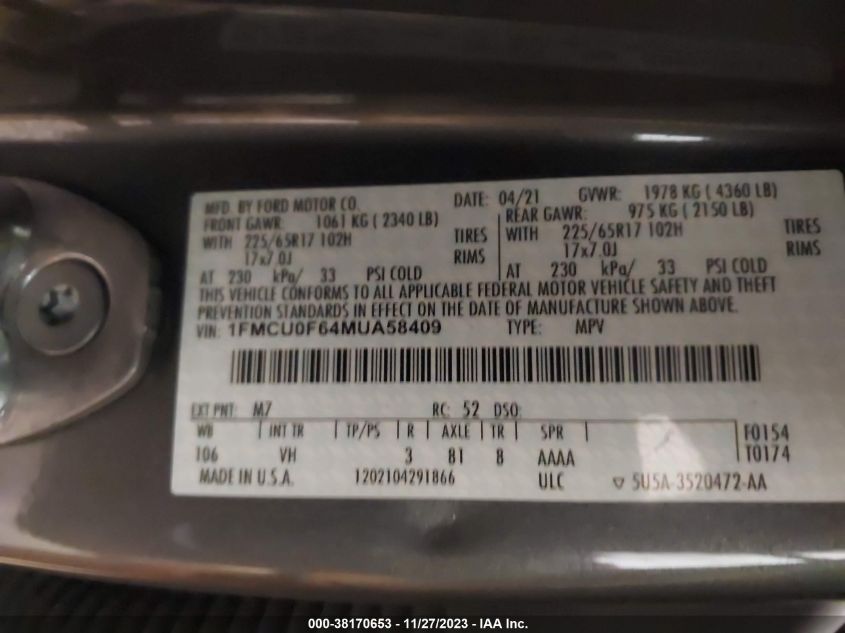 MFD. BY FORD MOTOR CO. DATE: 04/21 GVWR: 1978 KG ( 4360 LB)
FRONT GAWR: 1061 KG ( 2340 LB) REAR GAWR: 975 KG ( 2150 LB)
WITH 225/65R17 102H TIRES WITH 225/65R17 102H TIRES
17x7.0J RIMS 17x7.0J RIMS
AT 230 kPa/ 33 PSI COLD AT 230 kPa/ 33 PSI COLD
THIS VEHICLE CONFORMS TO ALL APPLICABLE FEDERAL MOTOR VEHICLE SAFETY AND THEFT
PREVENTION STANDARDS IN EFFECT ON THE DATE OF MANUFACTURE SHOWN ABOVE.
VIN: 1FMCU0F64MUA58409 TYPE: MPV
EXT PNT: M7 RC: 52 DSO:
WB INT TR TP/PS R AXLE TR SPR F0154
106 VH 3 81 8 AAAA T0174
MADE IN U.S.A. 1202104291866 ULC ▽ 5U5A-3520472-AA
000-38170653 - 11/27/2023 - IAA Inc.